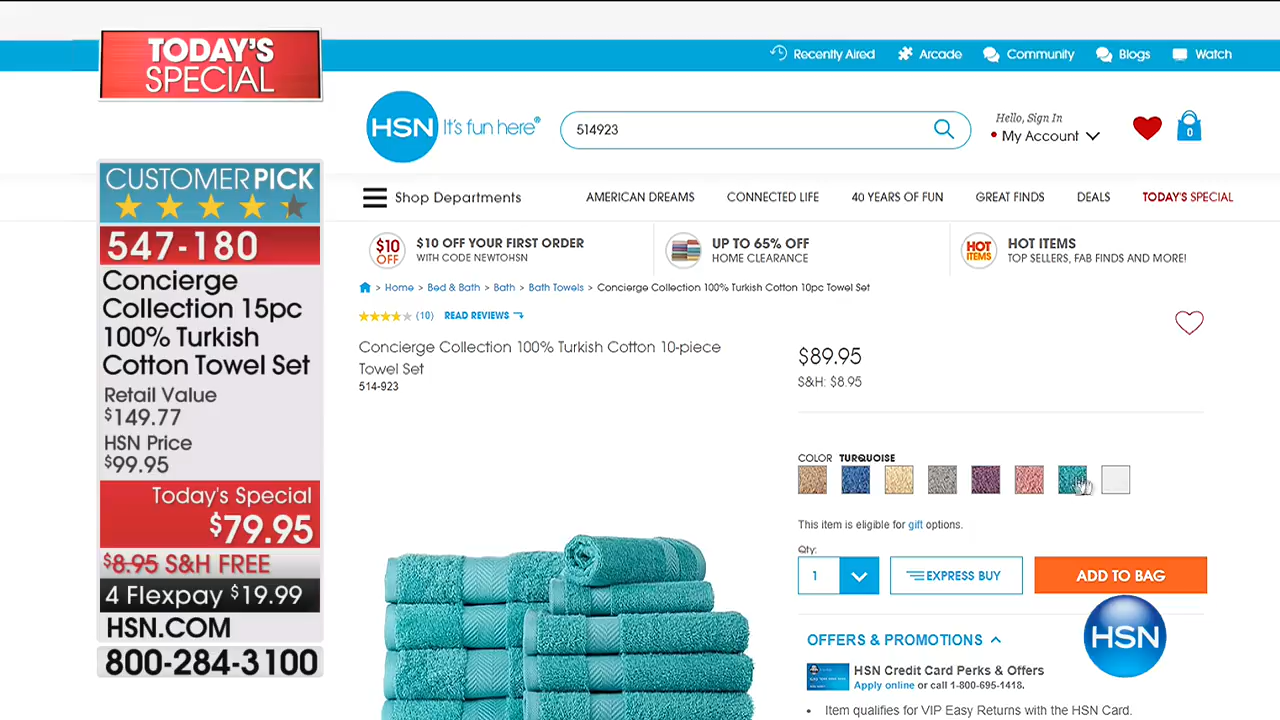 TODAY'S
SPECIAL
CUSTOMER PICK
547-180
Concierge
Collection 15pc
100% Turkish
Cotton Towel Set
Retail Value
$149.77
HSN Price
$99.95
Today's Special
$79.95
$8.95 S&H FREE
4 Flexpay $19.99
HSN.COM
800-284-3100
Recently Aired
Arcade
Community
Blogs
Watch
HSN It's fun here®
514923
Hello, Sign In
My Account
0
Shop Departments
AMERICAN DREAMS
CONNECTED LIFE
40 YEARS OF FUN
GREAT FINDS
DEALS
TODAY'S SPECIAL
$10
OFF
$10 OFF YOUR FIRST ORDER
WITH CODE NEWTOHSN
UP TO 65% OFF
HOME CLEARANCE
HOT
ITEMS
HOT ITEMS
TOP SELLERS, FAB FINDS AND MORE!
> Home > Bed & Bath > Bath > Bath Towels > Concierge Collection 100% Turkish Cotton 10pc Towel Set
(10) READ REVIEWS
Concierge Collection 100% Turkish Cotton 10-piece
Towel Set
514-923
$89.95
S&H: $8.95
COLOR TURQUOISE
This item is eligible for gift options.
Qty:
1
EXPRESS BUY
ADD TO BAG
OFFERS & PROMOTIONS
HSN
HSN Credit Card Perks & Offers
Apply online or call 1-800-695-1418.
• Item qualifies for VIP Easy Returns with the HSN Card.